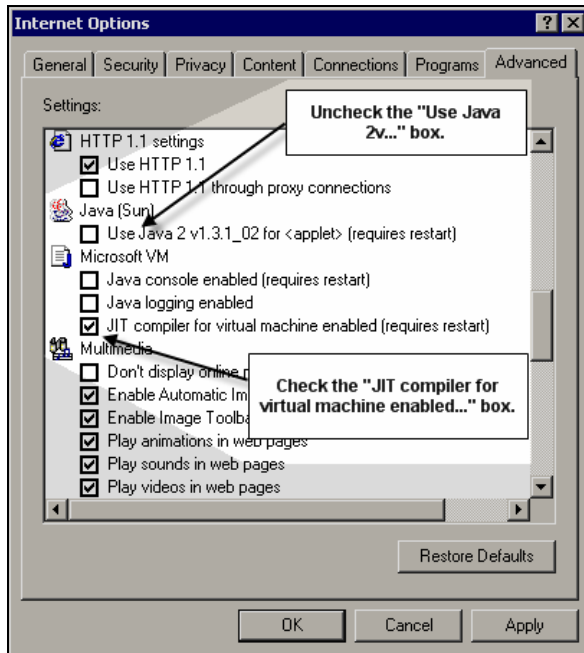 Internet Options
General Security Privacy Content Connections Programs Advanced
Settings:
Uncheck the "Use Java
2v..." box.
HTTP 1.1 settings
Use HTTP 1.1
Use HTTP 1.1 through proxy connections
Java (Sun)
Use Java 2 v1.3.1_02 for <applet> (requires restart)
Microsoft VM
Java console enabled (requires restart)
Java logging enabled
JIT compiler for virtual machine enabled (requires restart)
Multimedia
Don't display online
Enable Automatic Im
Enable Image Toolba
Check the "JIT compiler for
virtual machine enabled..." box.
Play animations in web pages
Play sounds in web pages
Play videos in web pages
Restore Defaults
OK Cancel Apply